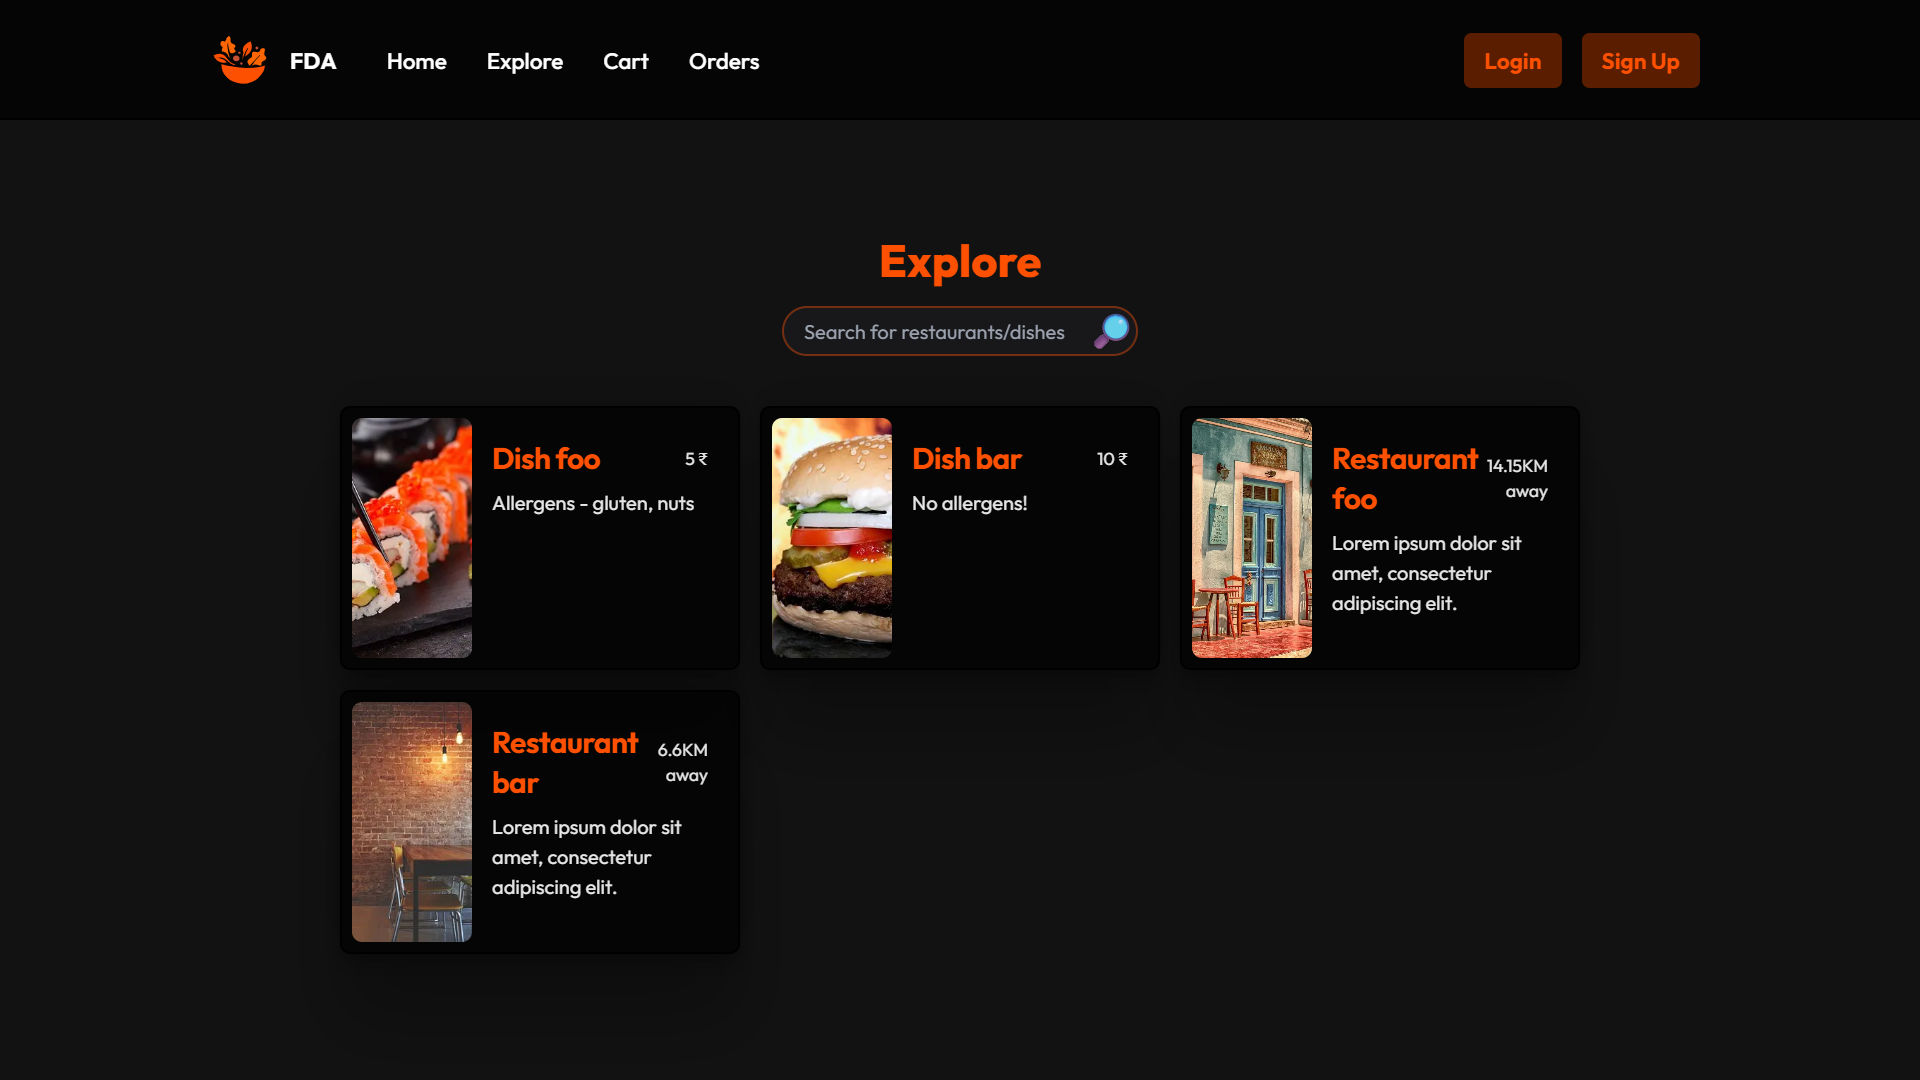 FDA
Home
Explore
Cart
Orders
Login
Sign Up
Explore
Search for restaurants/dishes
Dish foo
5 ₹
Allergens - gluten, nuts
Dish bar
10 ₹
No allergens!
Restaurant
foo
14.15KM
away
Lorem ipsum dolor sit
amet, consectetur
adipiscing elit.
Restaurant
bar
6.6KM
away
Lorem ipsum dolor sit
amet, consectetur
adipiscing elit.